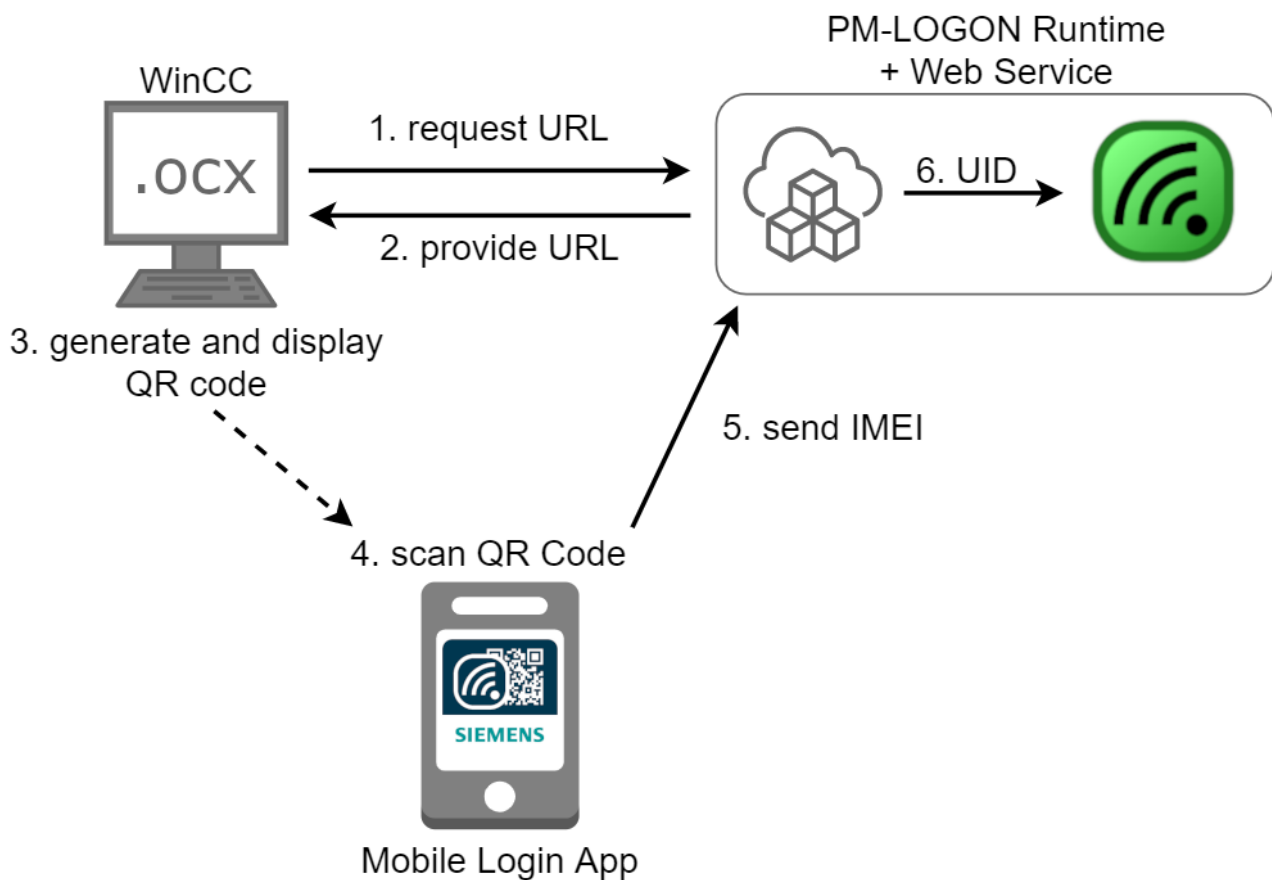 PM-LOGON Runtime
+ Web Service
WinCC
.ocx
1. request URL
2. provide URL
6. UID
3. generate and display
QR code
5. send IMEI
4. scan QR Code
SIEMENS
Mobile Login App